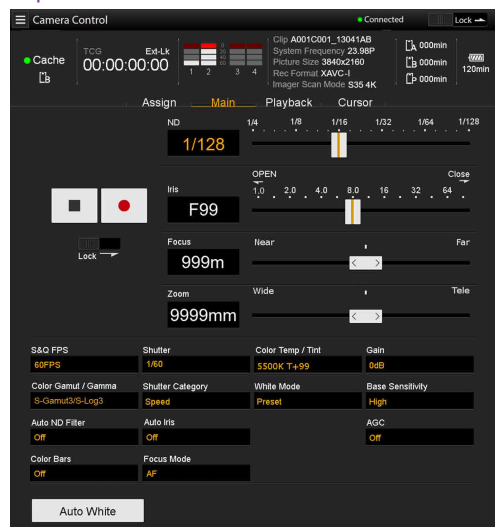 Camera Control
Connected
Lock
Cache
B
TCG Ext-Lk
00:00:00:00
0
20
40
60
1 2 3 4
Clip A001C001_13041AB
System Frequency 23.98P
Picture Size 3840x2160
Rec Format XAVC-I
Imager Scan Mode S35 4K
A 000min
B 000min
P 000min
120min
Assign Main Playback Cursor
ND
1/128
1/4 1/8 1/16 1/32 1/64 1/128
Iris
F99
OPEN Close
1.0 2.0 4.0 8.0 16 32 64
Lock
Focus
999m
Near Far
Zoom
9999mm
Wide Tele
S&Q FPS Shutter Color Temp / Tint Gain
60FPS 1/60 5500K T+99 0dB
Color Gamut / Gamma Shutter Category White Mode Base Sensitivity
S-Gamut3/S-Log3 Speed Preset High
Auto ND Filter Auto Iris AGC
Off Off Off
Color Bars Focus Mode
Off AF
Auto White